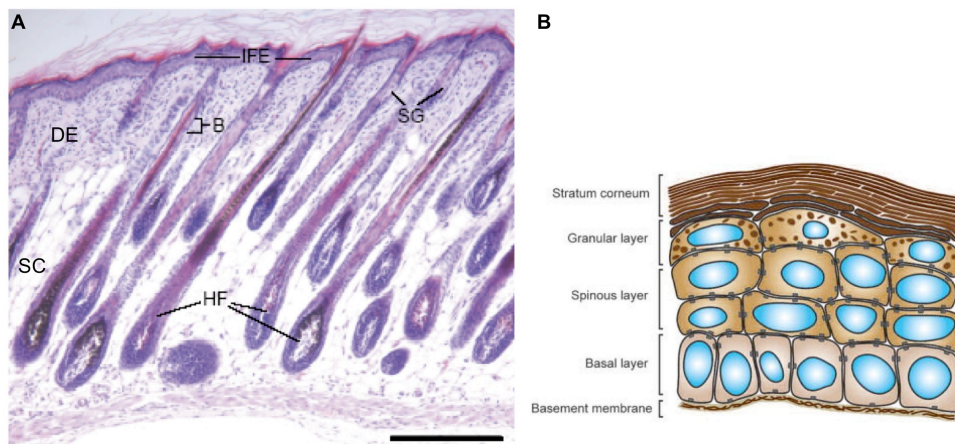 A
IFE
SG
B
DE
SC
HF
B
Stratum corneum
Granular layer
Spinous layer
Basal layer
Basement membrane